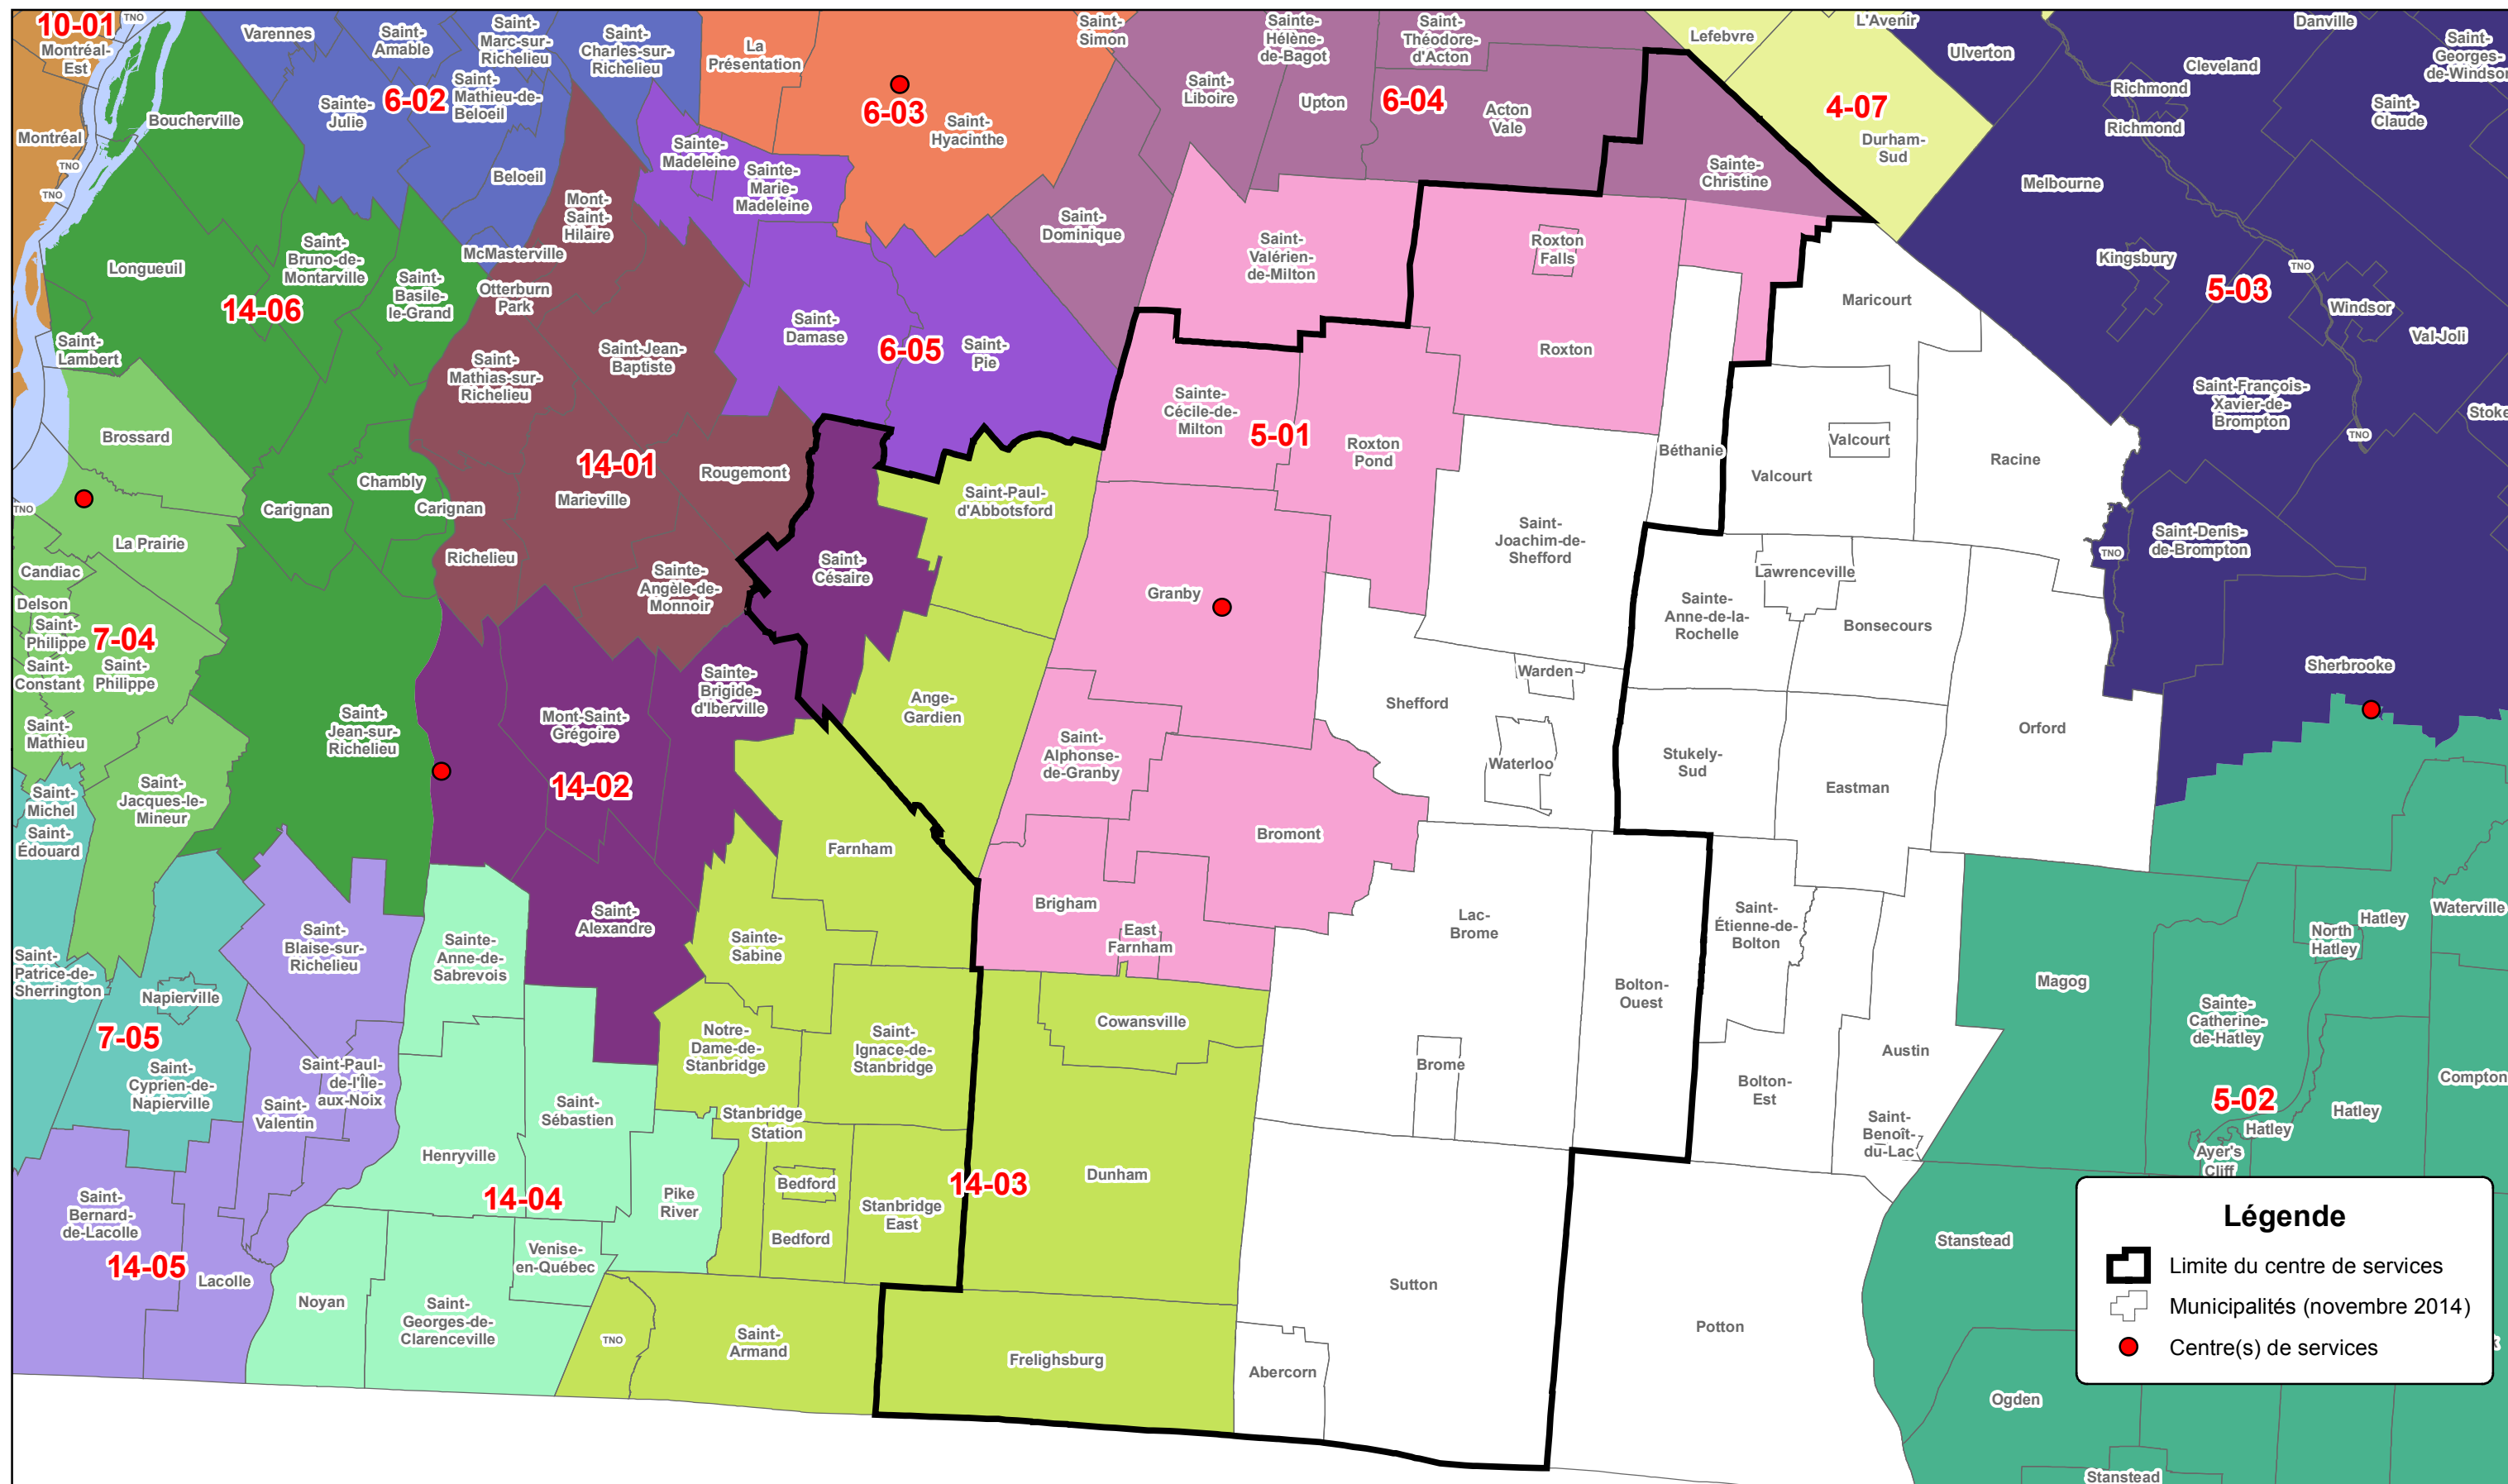 10-01
TNO
Montréal-
Est
Montréal
TNO
TNO
Varennes
Saint-
Amable
Saint-
Marc-sur-
Richelieu
Saint-
Charles-sur-
Richelieu
La
Présentation
Saint-
Simon
Sainte-
Hélène-
de-Bagot
Saint-
Théodore-
d'Acton
Lefebvre
L'Avenir
Ulverton
Danville
Saint-
Georges-
de-Windsor
Cleveland
Richmond
Richmond
Saint-
Claude
Boucherville
Sainte-
Julie
6-02
Saint-
Mathieu-de-
Beloeil
Beloeil
6-03
Saint-
Hyacinthe
Saint-
Liboire
Upton
6-04
Acton
Vale
4-07
Durham-
Sud
Sainte-
Madeleine
Sainte-
Marie-
Madeleine
Sainte-
Christine
Melbourne
Mont-
Saint-
Hilaire
McMasterville
Saint-
Dominique
Saint-
Valérien-
de-Milton
Roxton
Falls
Kingsbury
TNO
5-03
Windsor
Val-Joli
Longueuil
Saint-
Bruno-de-
Montarville
14-06
Saint-
Basile-
le-Grand
Otterburn
Park
Maricourt
Saint-
Lambert
Saint-
Mathias-sur-
Richelieu
Saint-Jean-
Baptiste
Saint-
Damase
6-05
Saint-
Pie
Roxton
Sainte-
Cécile-de-
Milton
5-01
Roxton
Pond
Béthanie
Valcourt
Valcourt
Racine
Saint-François-
Xavier-de-
Brompton
Stoke
TNO
Brossard
Chambly
Carignan
Carignan
14-01
Marieville
Rougemont
Saint-Paul-
d'Abbotsford
Saint-
Joachim-de-
Shefford
Saint-Denis-
de-Brompton
TNO
TNO
La Prairie
Candiac
Richelieu
Sainte-
Angèle-de-
Monnoir
Saint-
Césaire
Granby
Lawrenceville
Sainte-
Anne-de-la-
Rochelle
Bonsecours
Delson
Saint-
Philippe
7-04
Saint-
Constant
Saint-
Philippe
Saint-
Mathieu
Saint-
Jean-sur-
Richelieu
Mont-Saint-
Grégoire
Sainte-
Brigide-
d'Iberville
Ange-
Gardien
Saint-
Alphonse-
de-Granby
Shefford
Warden
Waterloo
Stukely-
Sud
Eastman
Orford
Sherbrooke
Saint-
Michel
Saint-
Édouard
Saint-
Jacques-le-
Mineur
14-02
Farnham
Bromont
Saint-
Alexandre
Brigham
East
Farnham
Lac-
Brome
Saint-
Étienne-de-
Bolton
Hatley
North
Hatley
Waterville
Saint-
Patrice-de-
Sherrington
Napierville
Saint-
Blaise-sur-
Richelieu
Sainte-
Anne-de-
Sabrevois
Sainte-
Sabine
Bolton-
Ouest
Magog
Sainte-
Catherine-
de-Hatley
7-05
Saint-
Cyprien-de-
Napierville
Saint-Paul-
de-l'Île-
aux-Noix
Saint-
Valentin
Saint-
Sébastien
Notre-
Dame-de-
Stanbridge
Saint-
Ignace-de-
Stanbridge
Cowansville
Brome
Bolton-
Est
Austin
Saint-
Benoît-
du-Lac
5-02
Hatley
Hatley
Compton
Ayer's
Cliff
Henryville
Stanbridge
Station
Saint-
Bernard-
de-Lacolle
14-05
Lacolle
14-04
Pike
River
Bedford
Bedford
Stanbridge
East
14-03
Dunham
Venise-
en-Québec
Noyan
Saint-
Georges-de-
Clarenceville
TNO
Saint-
Armand
Frelighsburg
Sutton
Abercorn
Potton
Stanstead
Ogden
Stanstead
Légende
Limite du centre de services
Municipalités (novembre 2014)
Centre(s) de services